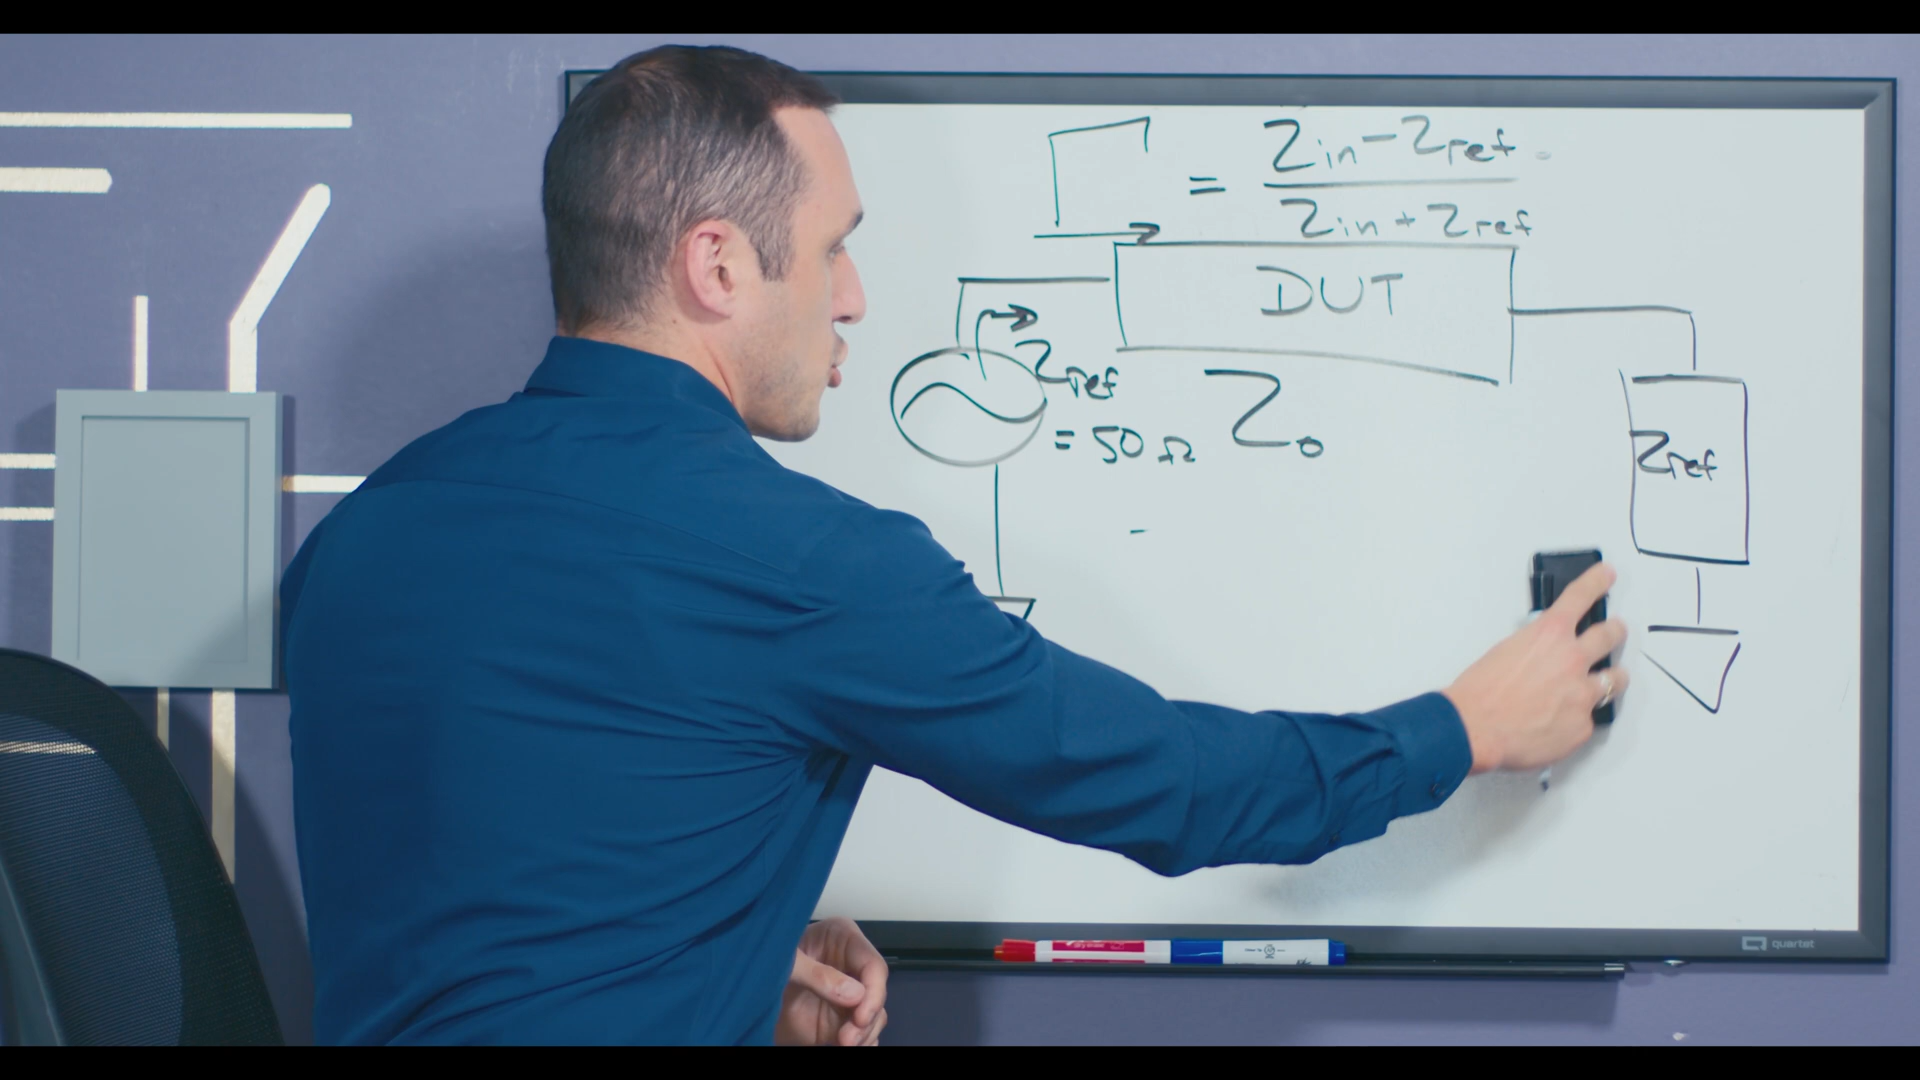 Γ = Zin - Zref
Zin + Zref
DUT
Zref
= 50 Ω
Z0
Zref
quartet